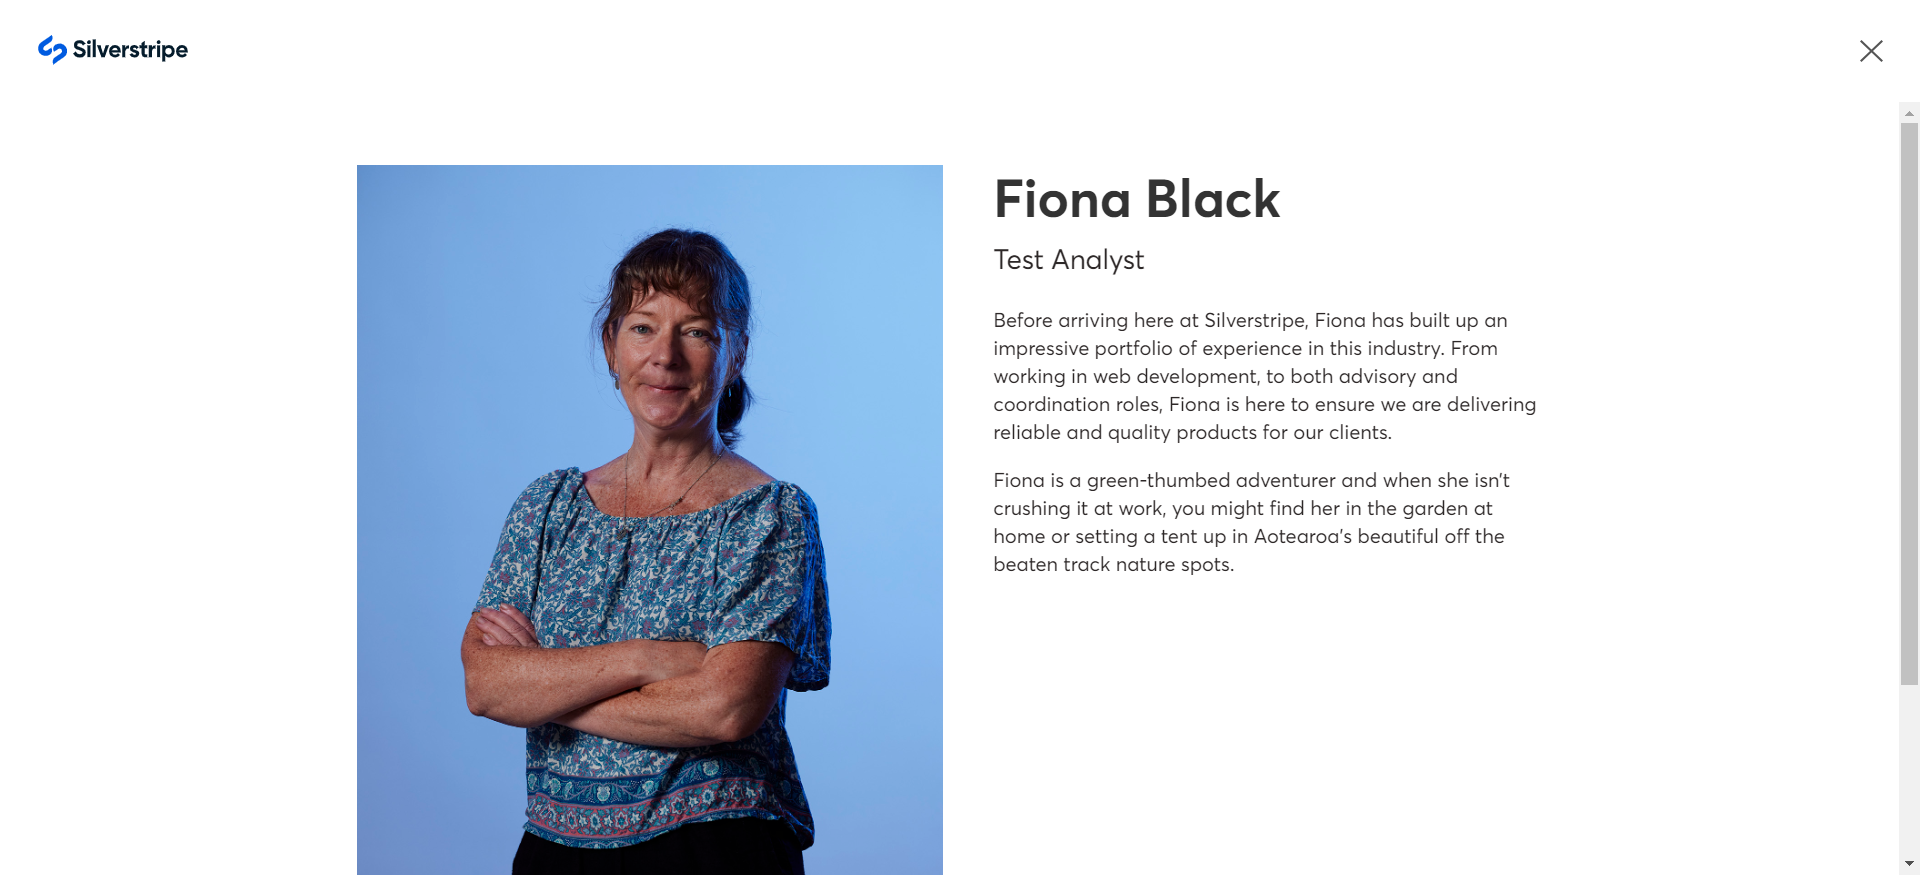 Silverstripe
Fiona Black
Test Analyst
Before arriving here at Silverstripe, Fiona has built up an
impressive portfolio of experience in this industry. From
working in web development, to both advisory and
coordination roles, Fiona is here to ensure we are delivering
reliable and quality products for our clients.
Fiona is a green-thumbed adventurer and when she isn't
crushing it at work, you might find her in the garden at
home or setting a tent up in Aotearoa's beautiful off the
beaten track nature spots.